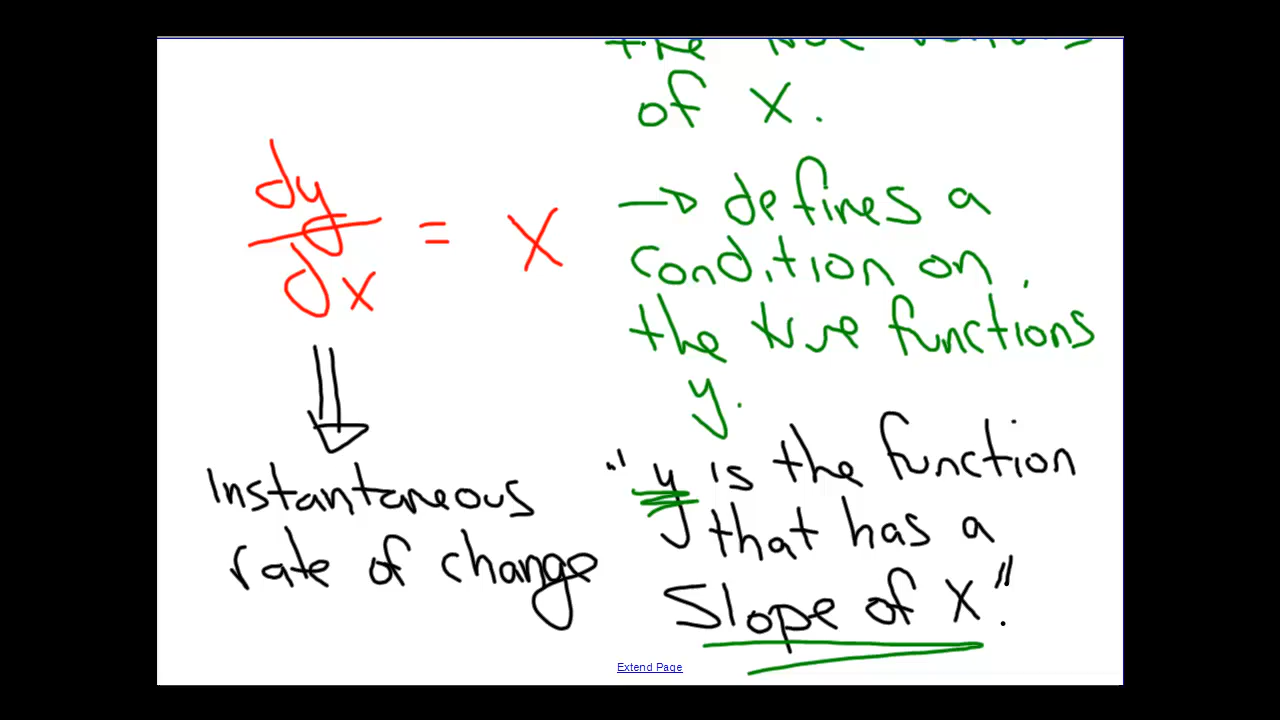 the
of x.
→ defines a
condition on
the true functions
y.
dy/dx = x
Instantaneous
rate of change
"y is the function
that has a
slope of x".
Extend Page